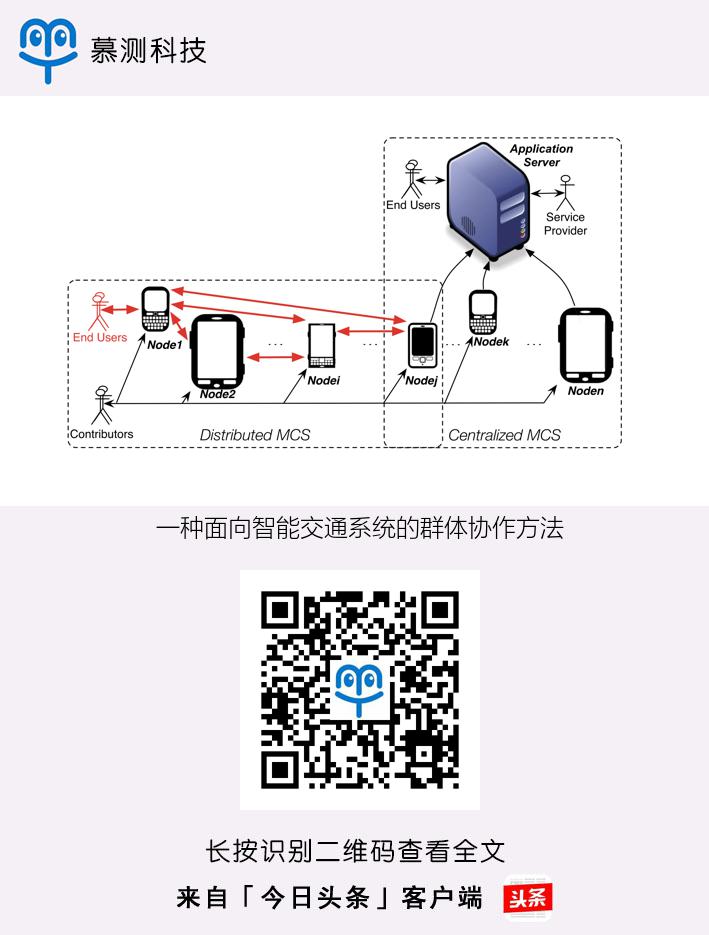 慕测科技
Application
Server
End Users
Service
Provider
End Users
Node1
Node2
...
Nodei
...
Nodej
...
Nodek
...
Noden
Contributors
Distributed MCS
Centralized MCS
一种面向智能交通系统的群体协作方法
长按识别二维码查看全文
来自「今日头条」客户端
头条